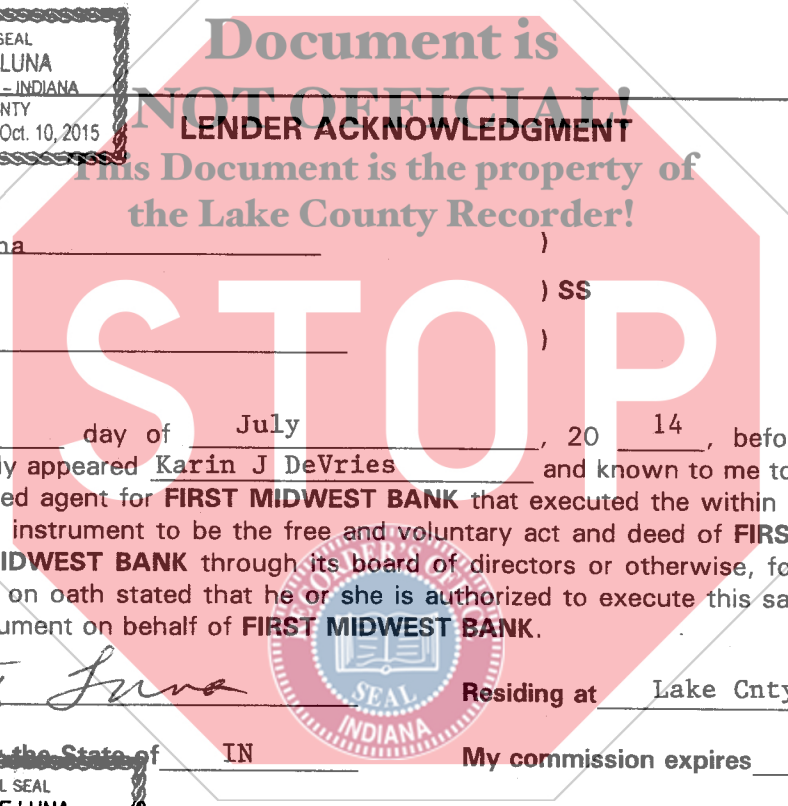 Document is
SEAL
LUNA
- INDIANA
NTY
Oct. 10, 2015
NOT OFFICIAL!
LENDER ACKNOWLEDGMENT
This Document is the property of
the Lake County Recorder!
na )
) SS
)
STOP
day of July , 20 14 , befo
ly appeared Karin J DeVries and known to me to
ed agent for FIRST MIDWEST BANK that executed the within
instrument to be the free and voluntary act and deed of FIRS
IDWEST BANK through its board of directors or otherwise, fo
on oath stated that he or she is authorized to execute this sa
ument on behalf of FIRST MIDWEST BANK.
RECORDER'S OFFICE
SEAL
INDIANA
Luna Residing at Lake Cnty
the State of IN My commission expires
L SEAL
E LUNA